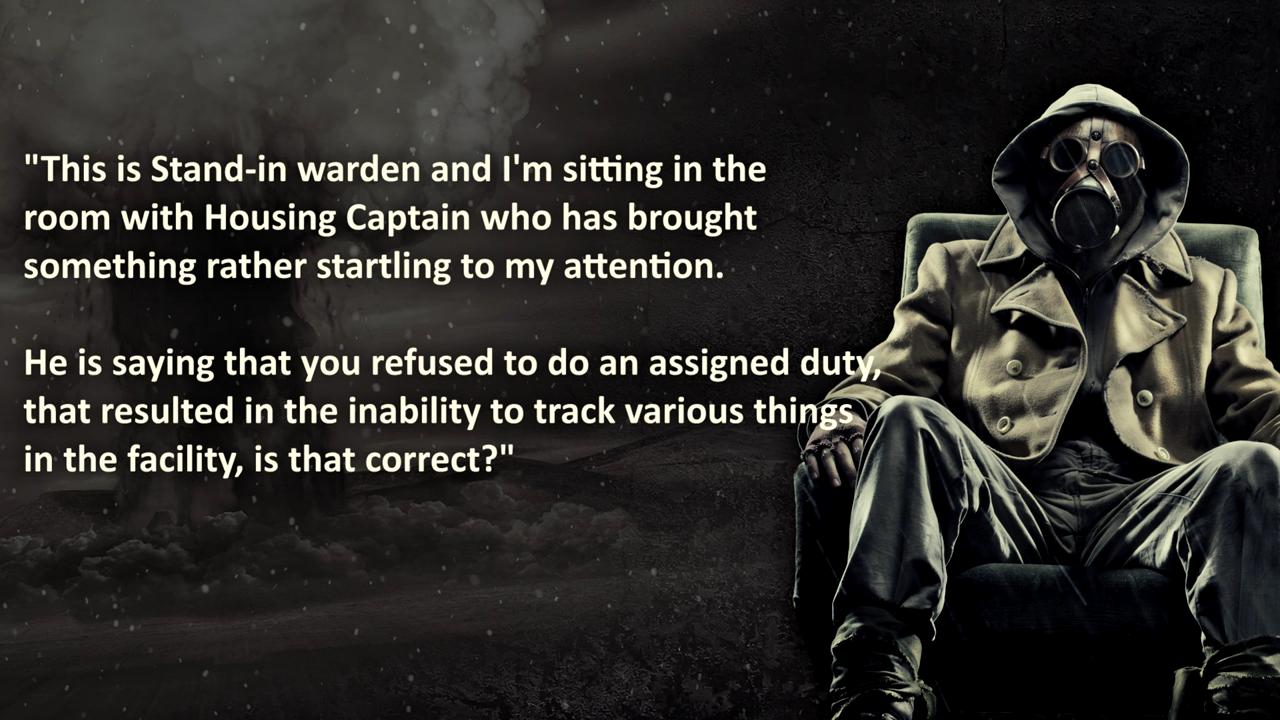 "This is Stand-in warden and I'm sitting in the
room with Housing Captain who has brought
something rather startling to my attention.
He is saying that you refused to do an assigned duty,
that resulted in the inability to track various things
in the facility, is that correct?"